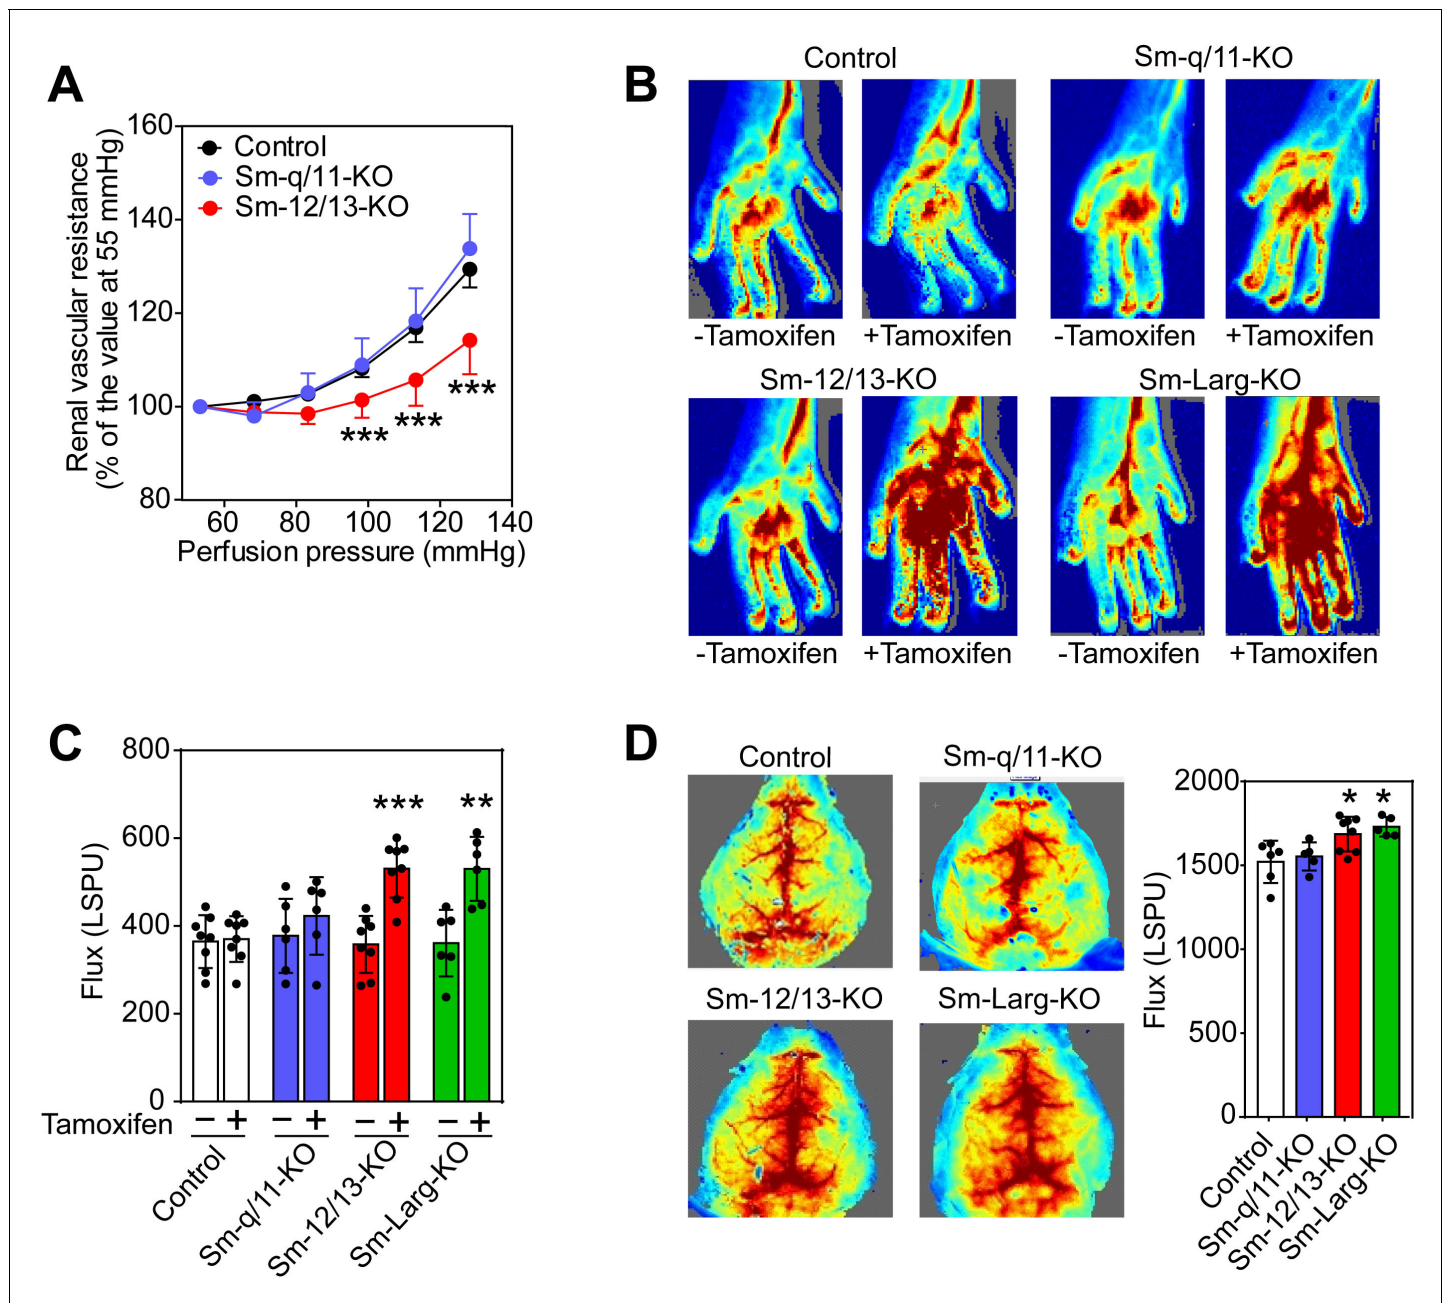 A
Renal vascular resistance
(% of the value at 55 mmHg)
160
140
120
100
80
Control
Sm-q/11-KO
Sm-12/13-KO
***
***
***
60 80 100 120 140
Perfusion pressure (mmHg)
B
Control
Sm-q/11-KO
-Tamoxifen
+Tamoxifen
-Tamoxifen
+Tamoxifen
Sm-12/13-KO
Sm-Larg-KO
-Tamoxifen
+Tamoxifen
-Tamoxifen
+Tamoxifen
C
Flux (LSPU)
800
600
400
200
0
***
**
Tamoxifen − + − + − + − +
Control
Sm-q/11-KO
Sm-12/13-KO
Sm-Larg-KO
D
Control
Sm-q/11-KO
Sm-12/13-KO
Sm-Larg-KO
Flux (LSPU)
2000
1500
1000
500
0
*
*
Control
Sm-q/11-KO
Sm-12/13-KO
Sm-Larg-KO